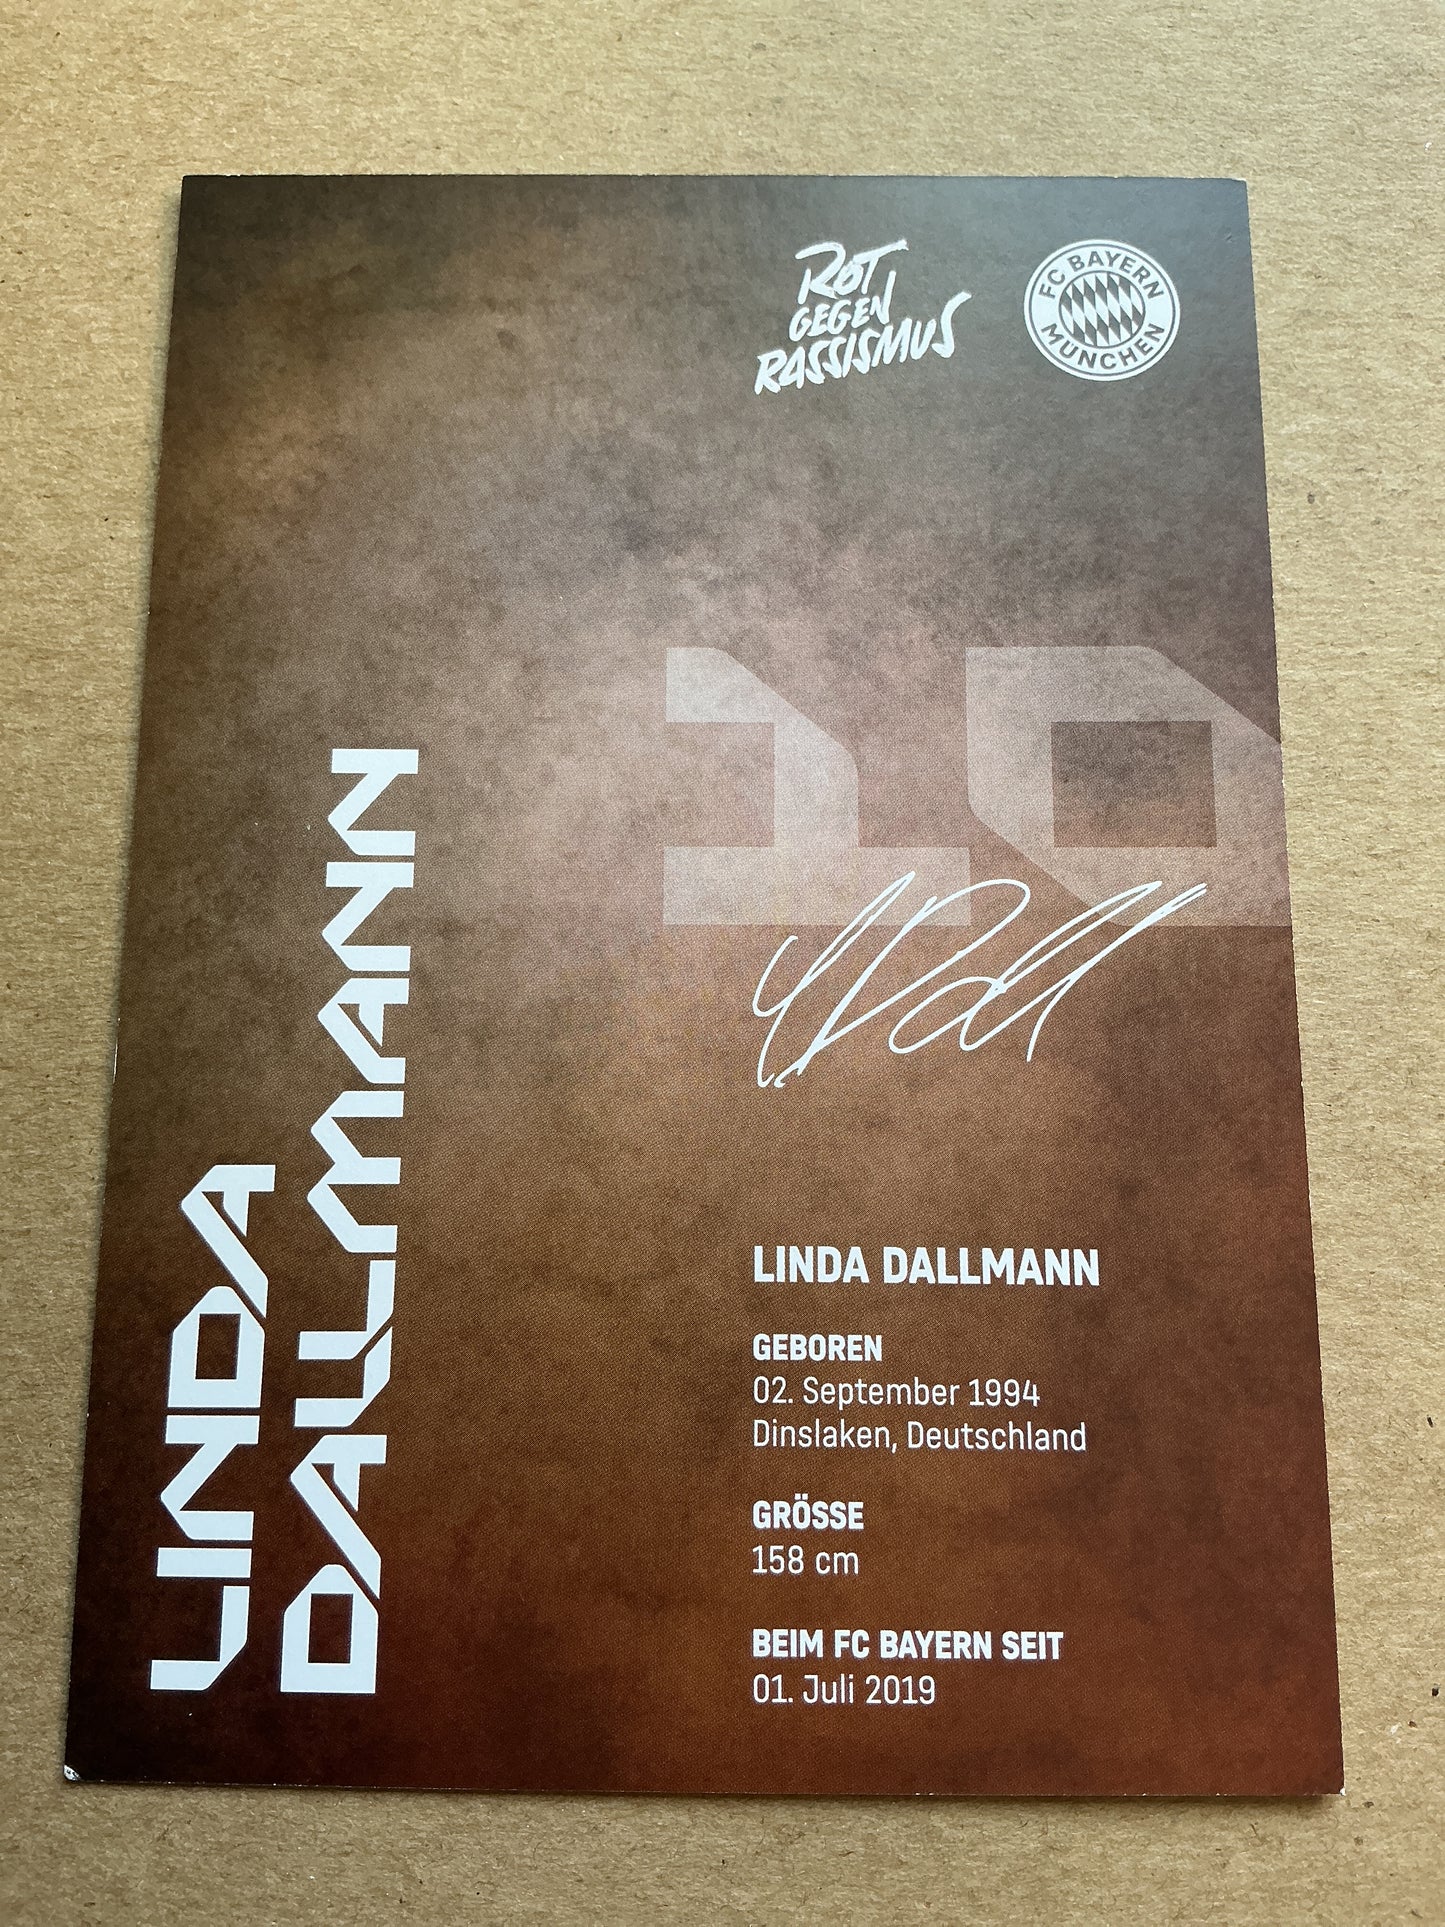 ROT
GEGEN
RASSISMUS
FC BAYERN
MÜNCHEN
10
LINDA
DALLMANN
LINDA DALLMANN
GEBOREN
02. September 1994
Dinslaken, Deutschland
GRÖSSE
158 cm
BEIM FC BAYERN SEIT
01. Juli 2019